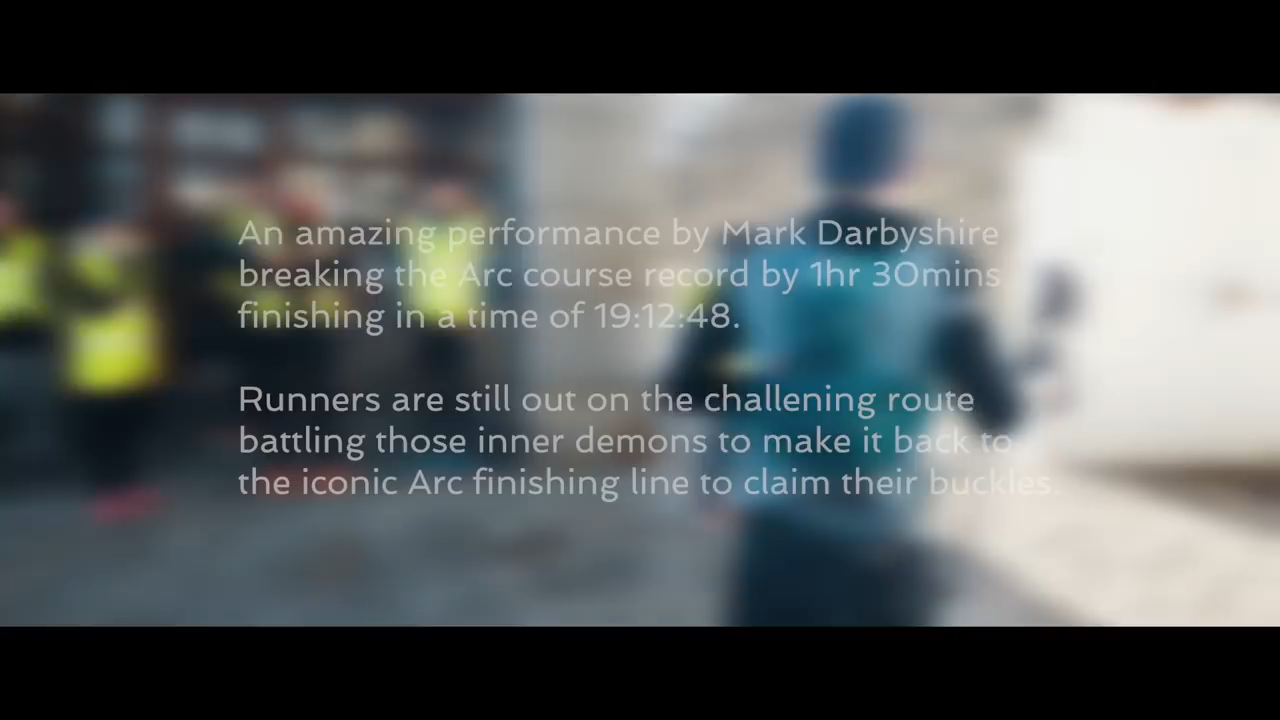 An amazing performance by Mark Darbyshire
breaking the Arc course record by 1hr 30mins
finishing in a time of 19:12:48.
Runners are still out on the challening route
battling those inner demons to make it back to
the iconic Arc finishing line to claim their buckles.